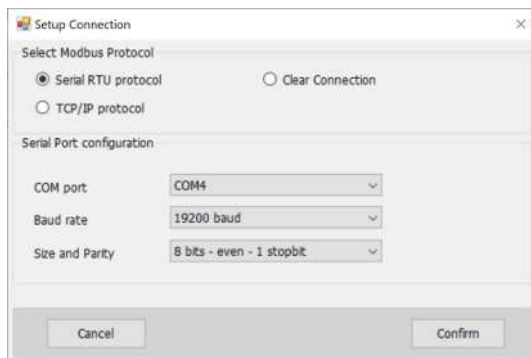 Setup Connection
Select Modbus Protocol
Serial RTU protocol
Clear Connection
TCP/IP protocol
Serial Port configuration
COM port
COM4
Baud rate
19200 baud
Size and Parity
8 bits - even - 1 stopbit
Cancel
Confirm